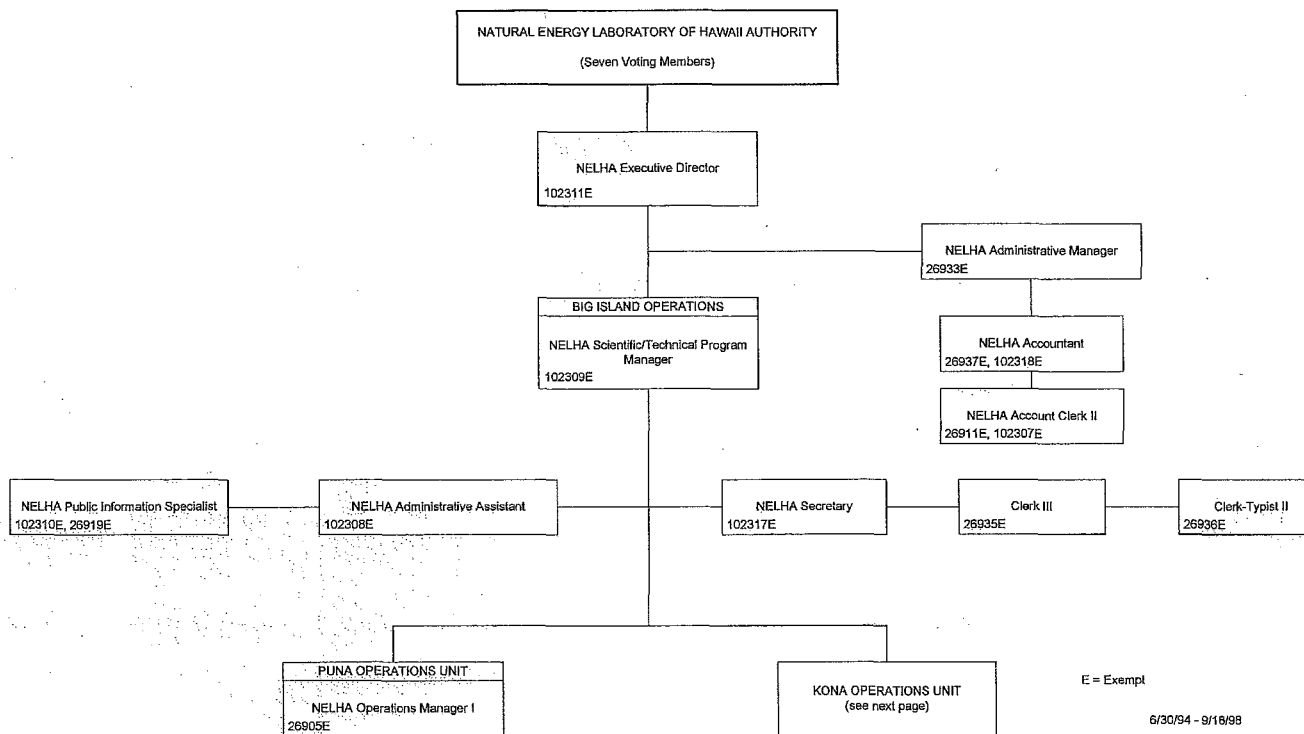 NATURAL ENERGY LABORATORY OF HAWAII AUTHORITY
(Seven Voting Members)
NELHA Executive Director
102311E
NELHA Administrative Manager
26933E
BIG ISLAND OPERATIONS
NELHA Scientific/Technical Program
Manager
102309E
NELHA Accountant
26937E, 102318E
NELHA Account Clerk II
26911E, 102307E
NELHA Public Information Specialist
102310E, 26919E
NELHA Administrative Assistant
102308E
NELHA Secretary
102317E
Clerk III
26935E
Clerk-Typist II
26936E
PUNA OPERATIONS UNIT
NELHA Operations Manager I
26905E
KONA OPERATIONS UNIT
(see next page)
E = Exempt
6/30/94 - 9/16/98